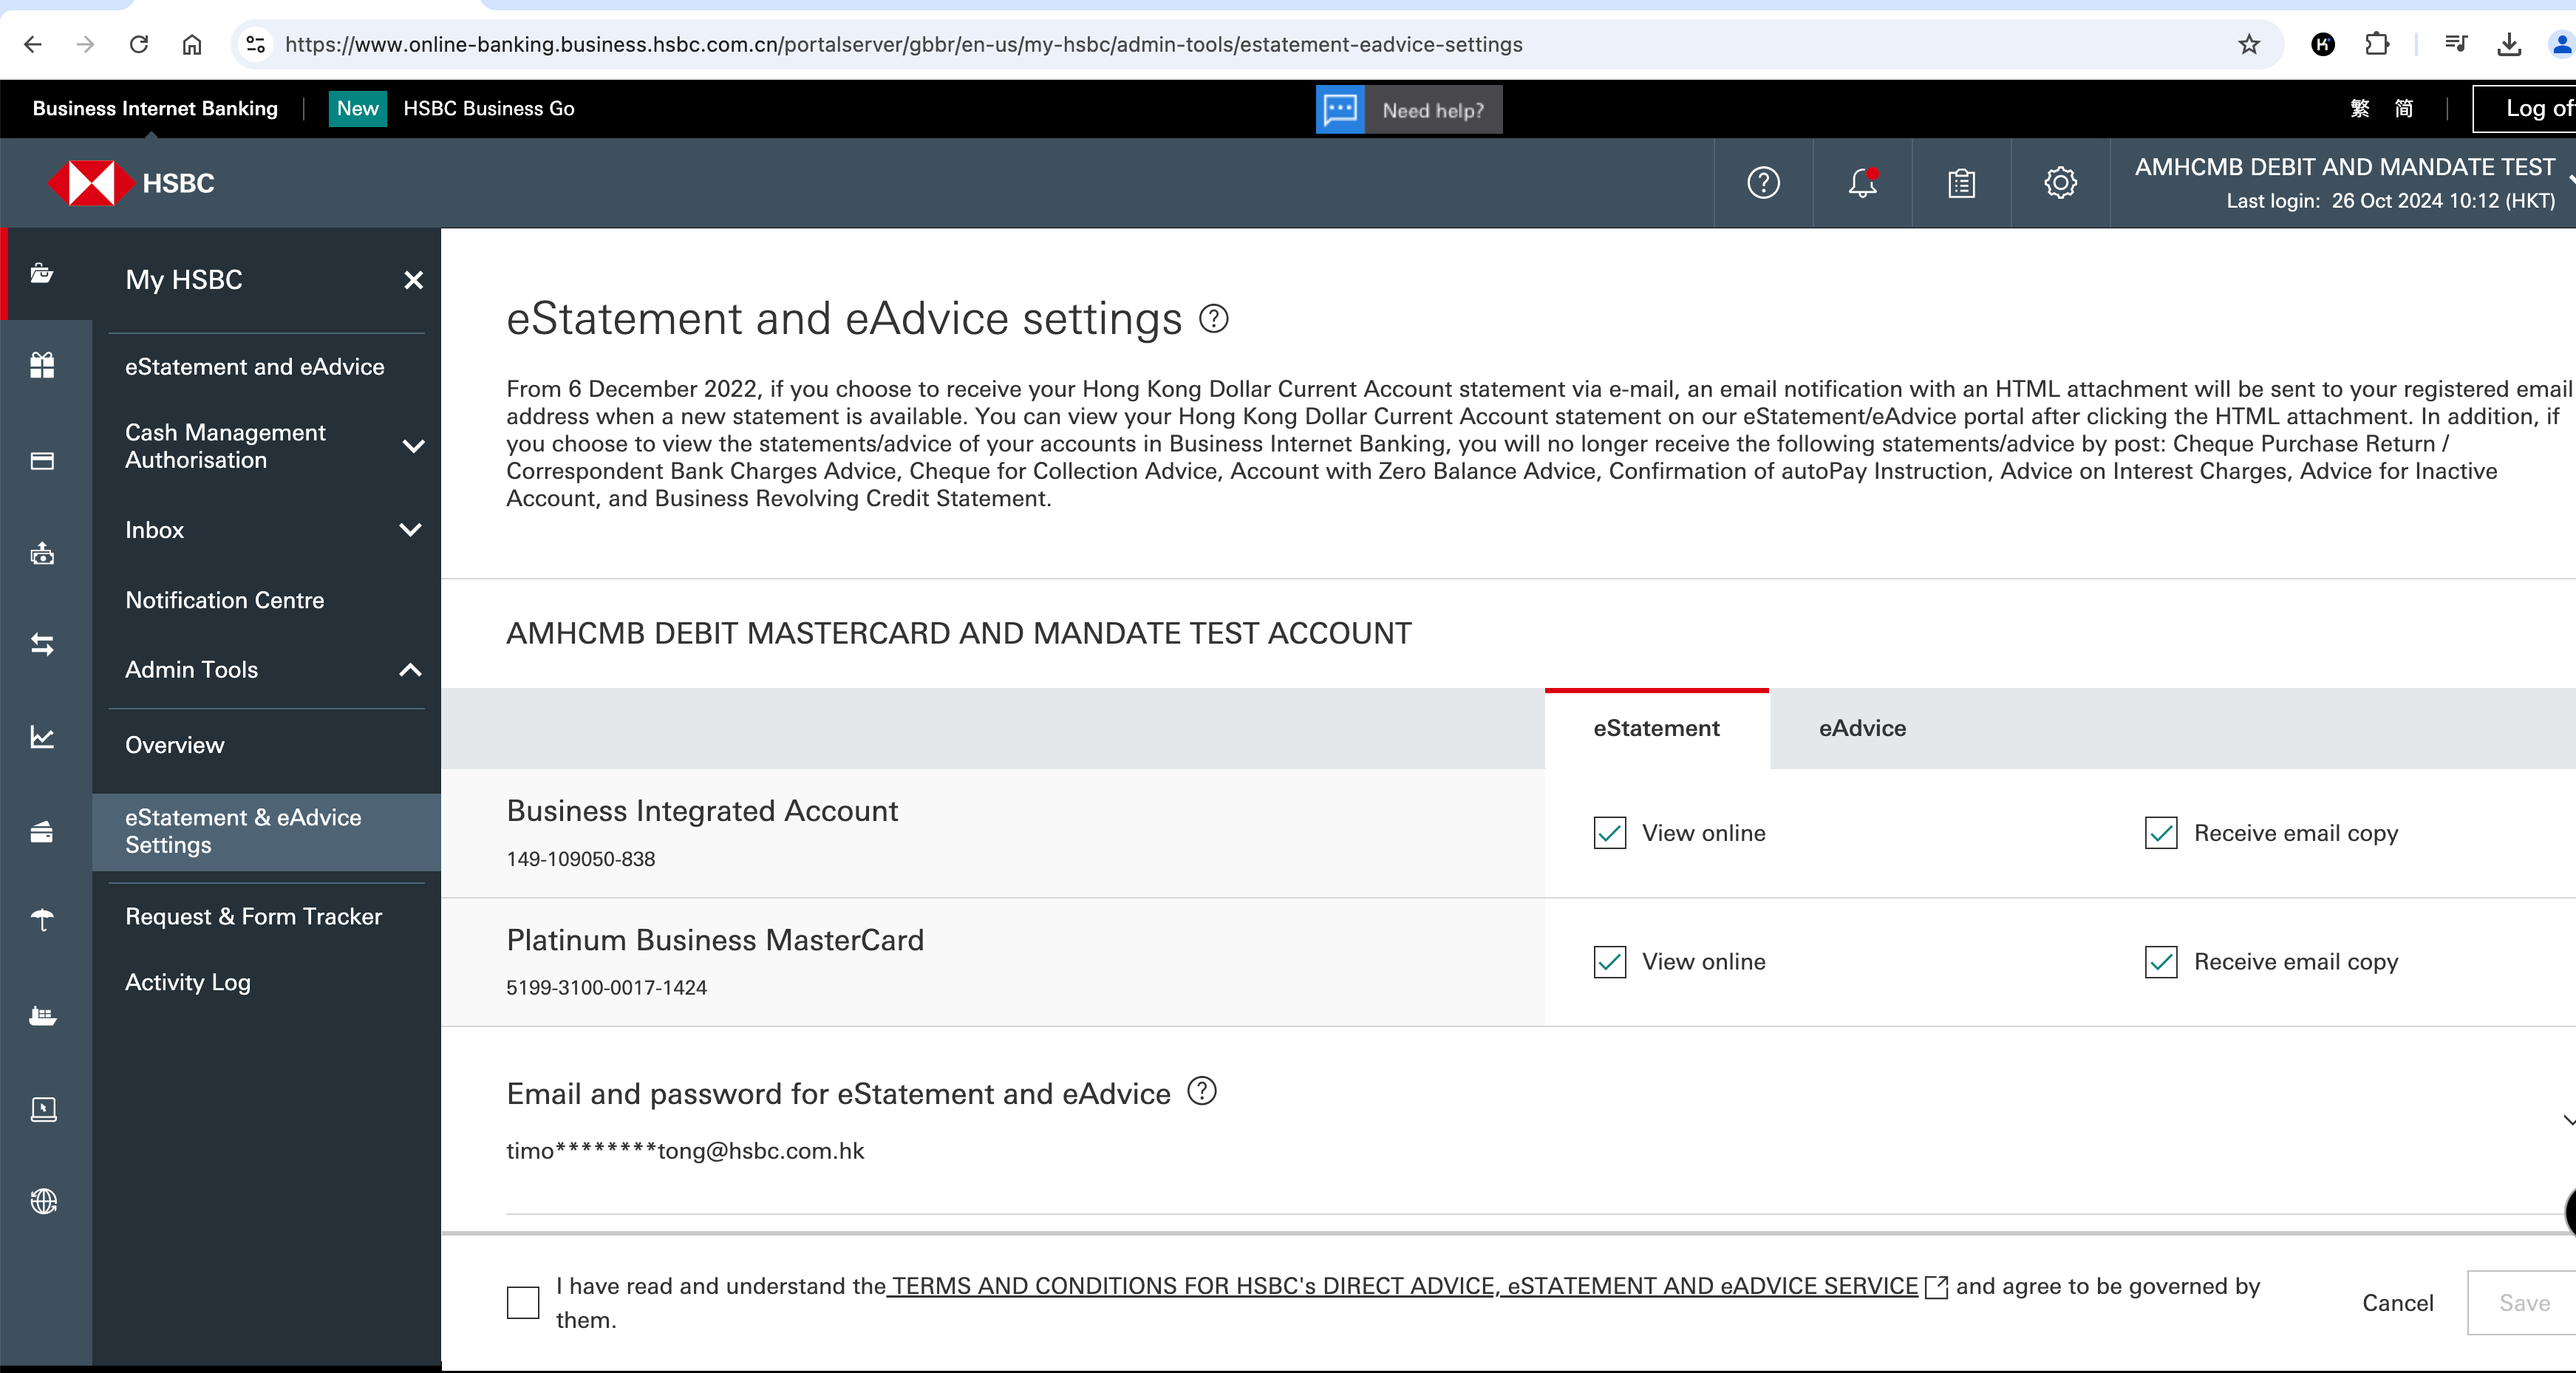 https://www.online-banking.business.hsbc.com.cn/portalserver/gbbr/en-us/my-hsbc/admin-tools/estatement-eadvice-settings
Business Internet Banking
New
HSBC Business Go
Need help?
繁 简
HSBC
AMHCMB DEBIT AND MANDATE TEST
Last login: 26 Oct 2024 10:12 (HKT)
My HSBC
eStatement and eAdvice
Cash Management
Authorisation
Inbox
Notification Centre
Admin Tools
Overview
eStatement & eAdvice
Settings
Request & Form Tracker
Activity Log
eStatement and eAdvice settings
From 6 December 2022, if you choose to receive your Hong Kong Dollar Current Account statement via e-mail, an email notification with an HTML attachment will be sent to your registered email
address when a new statement is available. You can view your Hong Kong Dollar Current Account statement on our eStatement/eAdvice portal after clicking the HTML attachment. In addition, if
you choose to view the statements/advice of your accounts in Business Internet Banking, you will no longer receive the following statements/advice by post: Cheque Purchase Return /
Correspondent Bank Charges Advice, Cheque for Collection Advice, Account with Zero Balance Advice, Confirmation of autoPay Instruction, Advice on Interest Charges, Advice for Inactive
Account, and Business Revolving Credit Statement.
AMHCMB DEBIT MASTERCARD AND MANDATE TEST ACCOUNT
eStatement
eAdvice
Business Integrated Account
149-109050-838
View online
Receive email copy
Platinum Business MasterCard
5199-3100-0017-1424
View online
Receive email copy
Email and password for eStatement and eAdvice
timo********tong@hsbc.com.hk
I have read and understand the TERMS AND CONDITIONS FOR HSBC's DIRECT ADVICE, eSTATEMENT AND eADVICE SERVICE and agree to be governed by
them.
Cancel
Save